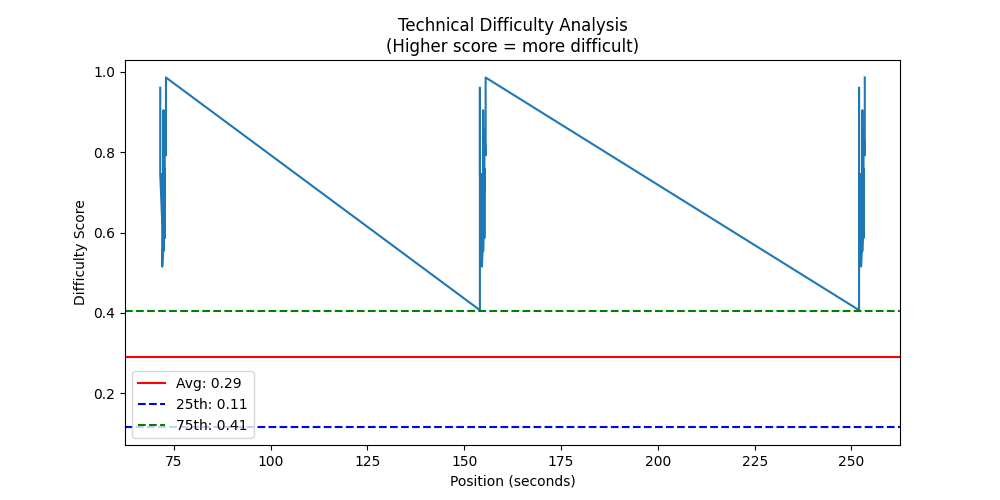 Technical Difficulty Analysis
(Higher score = more difficult)
Difficulty Score
1.0
0.8
0.6
0.4
0.2
Avg: 0.29
25th: 0.11
75th: 0.41
75 100 125 150 175 200 225 250
Position (seconds)